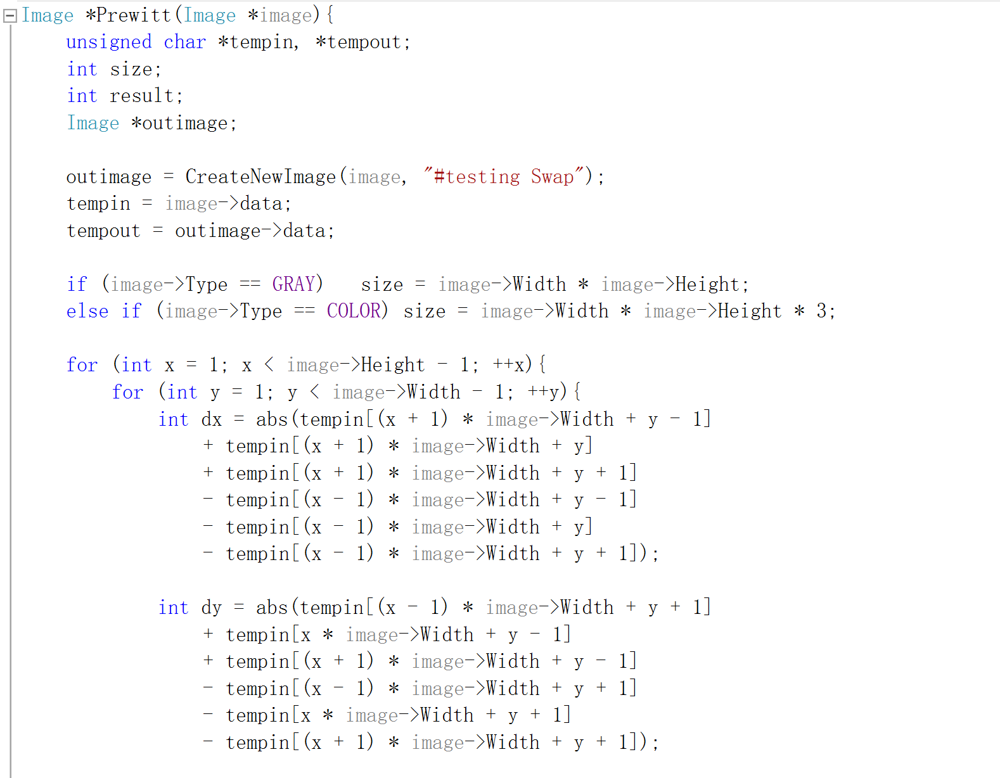 Image *Prewitt(Image *image){
unsigned char *tempin, *tempout;
int size;
int result;
Image *outimage;
outimage = CreateNewImage(image, "#testing Swap");
tempin = image->data;
tempout = outimage->data;
if (image->Type == GRAY)   size = image->Width * image->Height;
else if (image->Type == COLOR) size = image->Width * image->Height * 3;
for (int x = 1; x < image->Height - 1; ++x){
for (int y = 1; y < image->Width - 1; ++y){
int dx = abs(tempin[(x + 1) * image->Width + y - 1]
+ tempin[(x + 1) * image->Width + y]
+ tempin[(x + 1) * image->Width + y + 1]
- tempin[(x - 1) * image->Width + y - 1]
- tempin[(x - 1) * image->Width + y]
- tempin[(x - 1) * image->Width + y + 1]);
int dy = abs(tempin[(x - 1) * image->Width + y + 1]
+ tempin[x * image->Width + y - 1]
+ tempin[(x + 1) * image->Width + y - 1]
- tempin[(x - 1) * image->Width + y + 1]
- tempin[x * image->Width + y + 1]
- tempin[(x + 1) * image->Width + y + 1]);